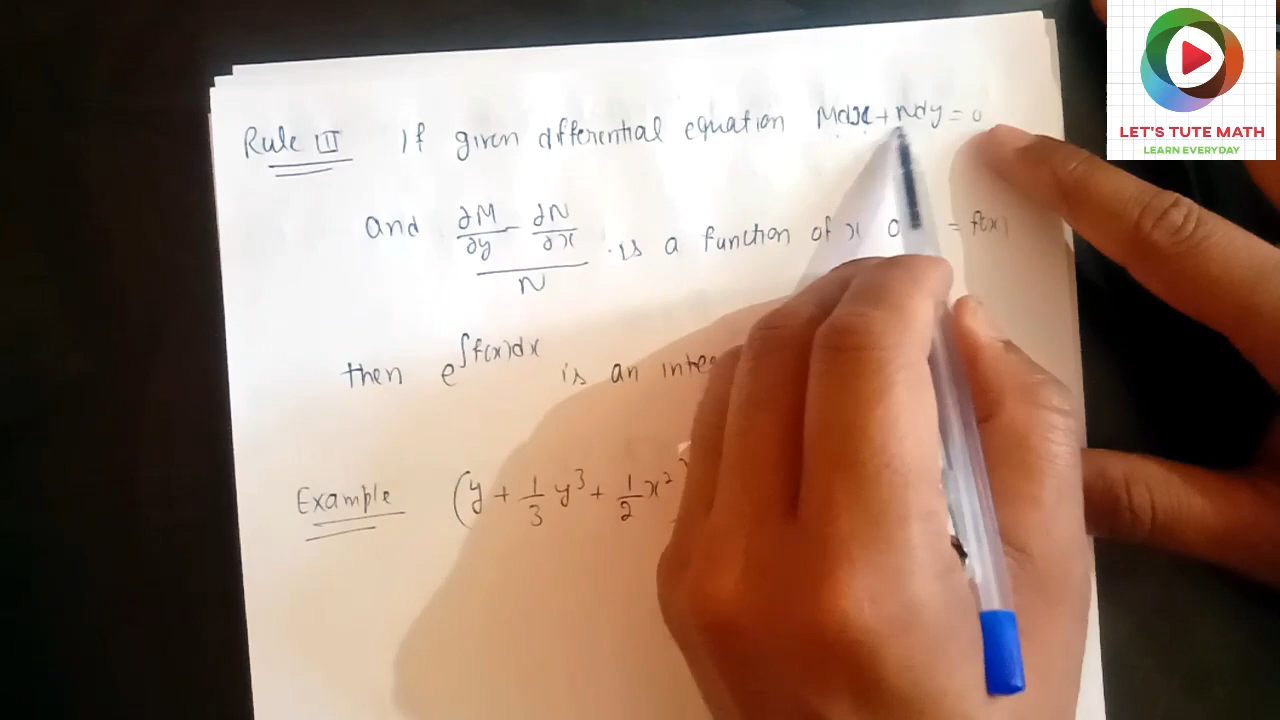 LET'S TUTE MATH
LEARN EVERYDAY
Rule III If given differential equation Mdx + Ndy = 0
And (∂M/∂y - ∂N/∂x)/N is a function of x = f(x)
then e^∫f(x)dx is an
Example (y + 1/3 y³ + 1/2 x²